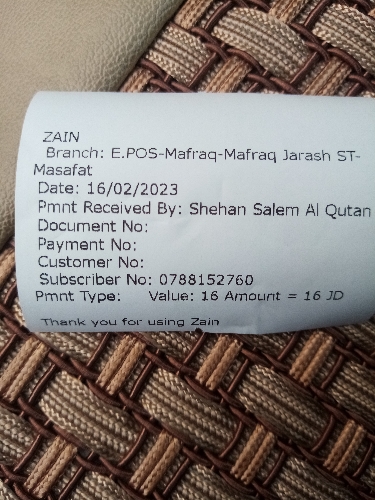 ZAIN
Branch: E.POS-Mafraq-Mafraq Jarash ST-
Masafat
Date: 16/02/2023
Pmnt Received By: Shehan Salem Al Qutan
Document No:
Payment No:
Customer No:
Subscriber No: 0788152760
Pmnt Type: Value: 16 Amount = 16 JD
Thank you for using Zain